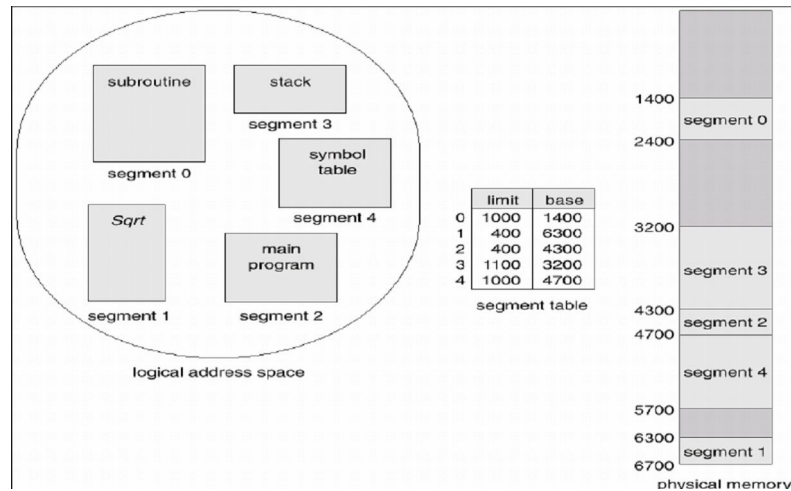 subroutine
segment 0
stack
segment 3
symbol
table
segment 4
Sqrt
segment 1
main
program
segment 2
logical address space
limit base
0 1000 1400
1 400 6300
2 400 4300
3 1100 3200
4 1000 4700
segment table
1400
segment 0
2400
3200
segment 3
4300
segment 2
4700
segment 4
5700
6300
segment 1
6700
physical memory